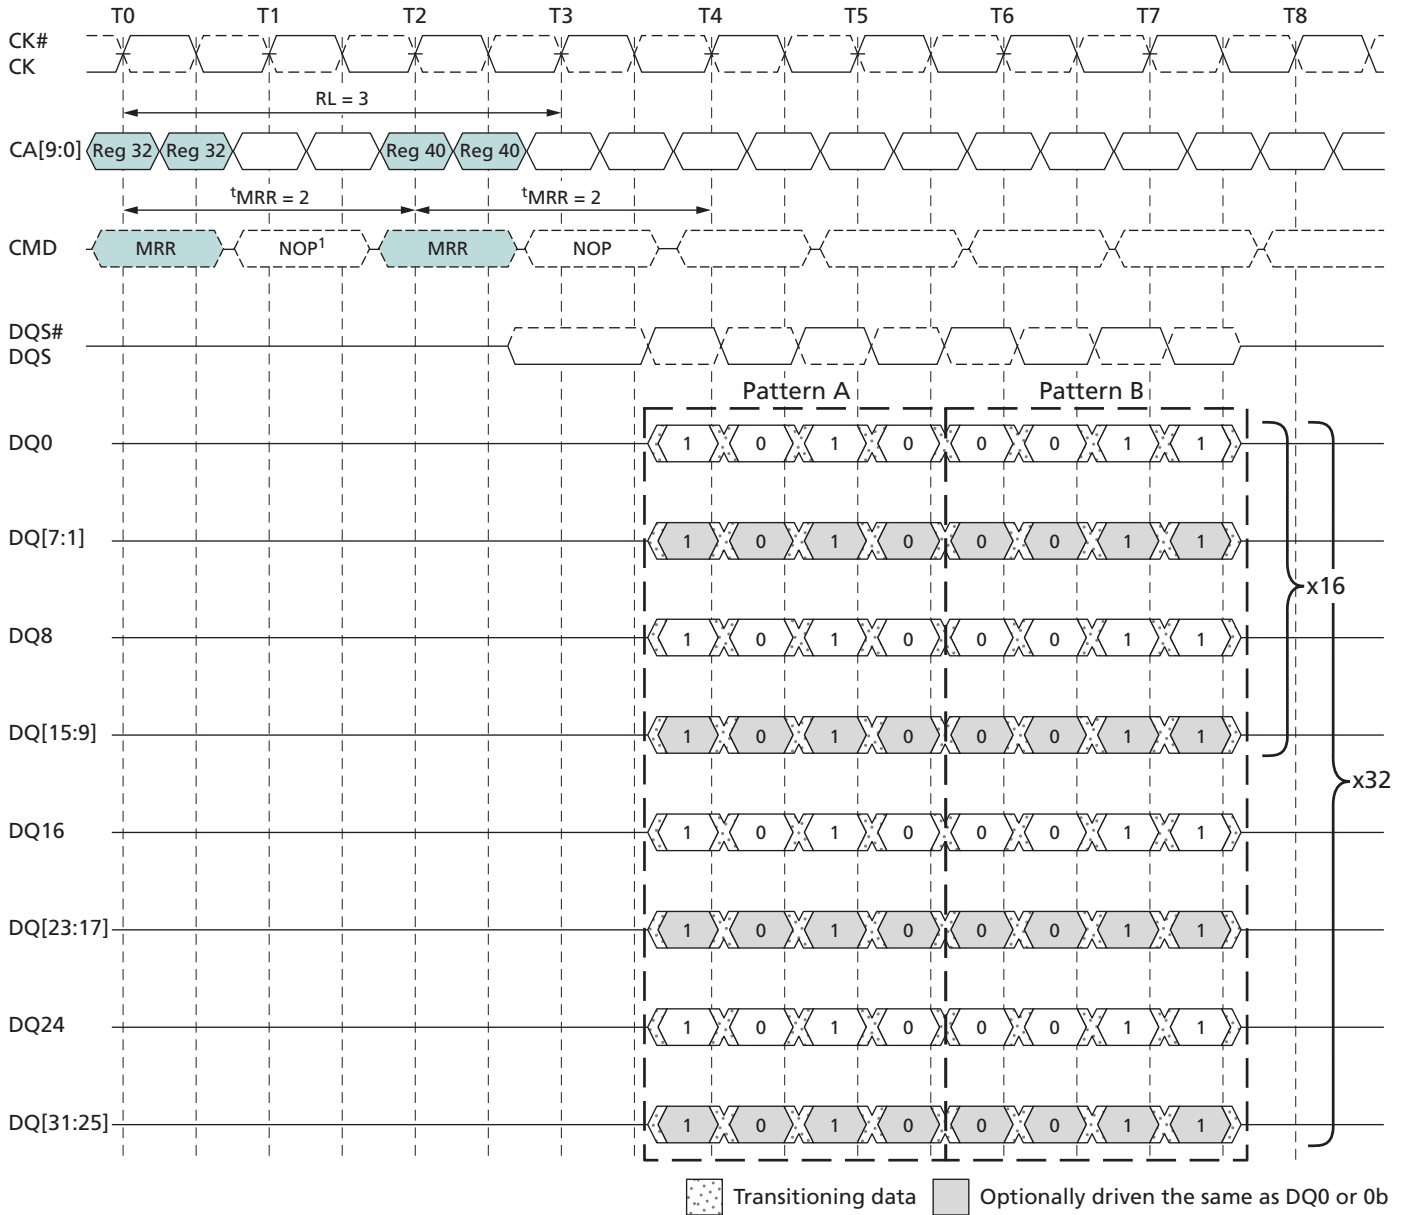 T0 T1 T2 T3 T4 T5 T6 T7 T8
CK#
CK
RL = 3
CA[9:0] Reg 32 Reg 32 Reg 40 Reg 40
tMRR = 2 tMRR = 2
CMD MRR NOP1 MRR NOP
DQS#
DQS
Pattern A Pattern B
DQ0 1 0 1 0 0 0 1 1
DQ[7:1] 1 0 1 0 0 0 1 1
x16
DQ8 1 0 1 0 0 0 1 1
DQ[15:9] 1 0 1 0 0 0 1 1
x32
DQ16 1 0 1 0 0 0 1 1
DQ[23:17] 1 0 1 0 0 0 1 1
DQ24 1 0 1 0 0 0 1 1
DQ[31:25] 1 0 1 0 0 0 1 1
Transitioning data Optionally driven the same as DQ0 or 0b